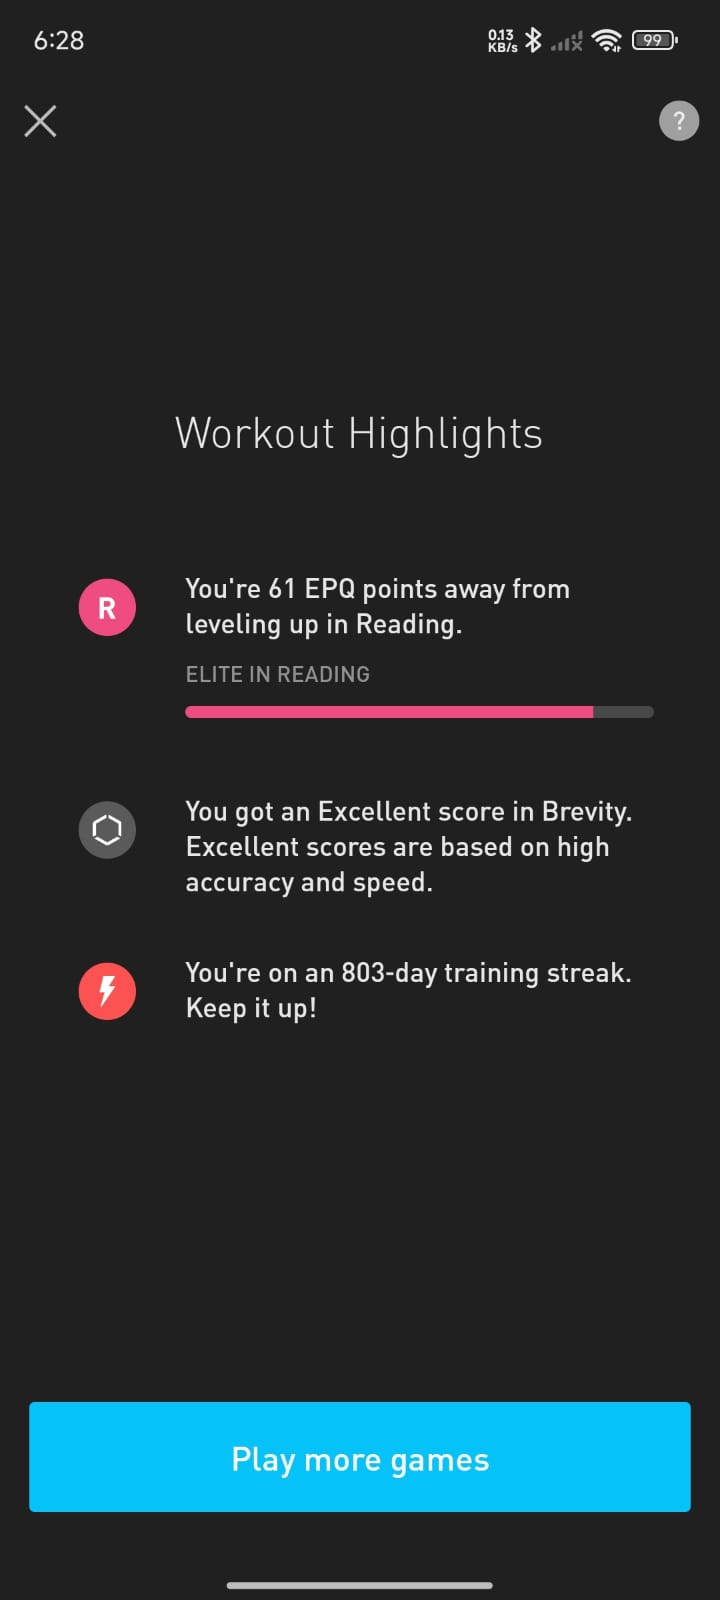 6:28
0.13
KB/s
99
?
Workout Highlights
R
You're 61 EPQ points away from
leveling up in Reading.
ELITE IN READING
You got an Excellent score in Brevity.
Excellent scores are based on high
accuracy and speed.
You're on an 803-day training streak.
Keep it up!
Play more games